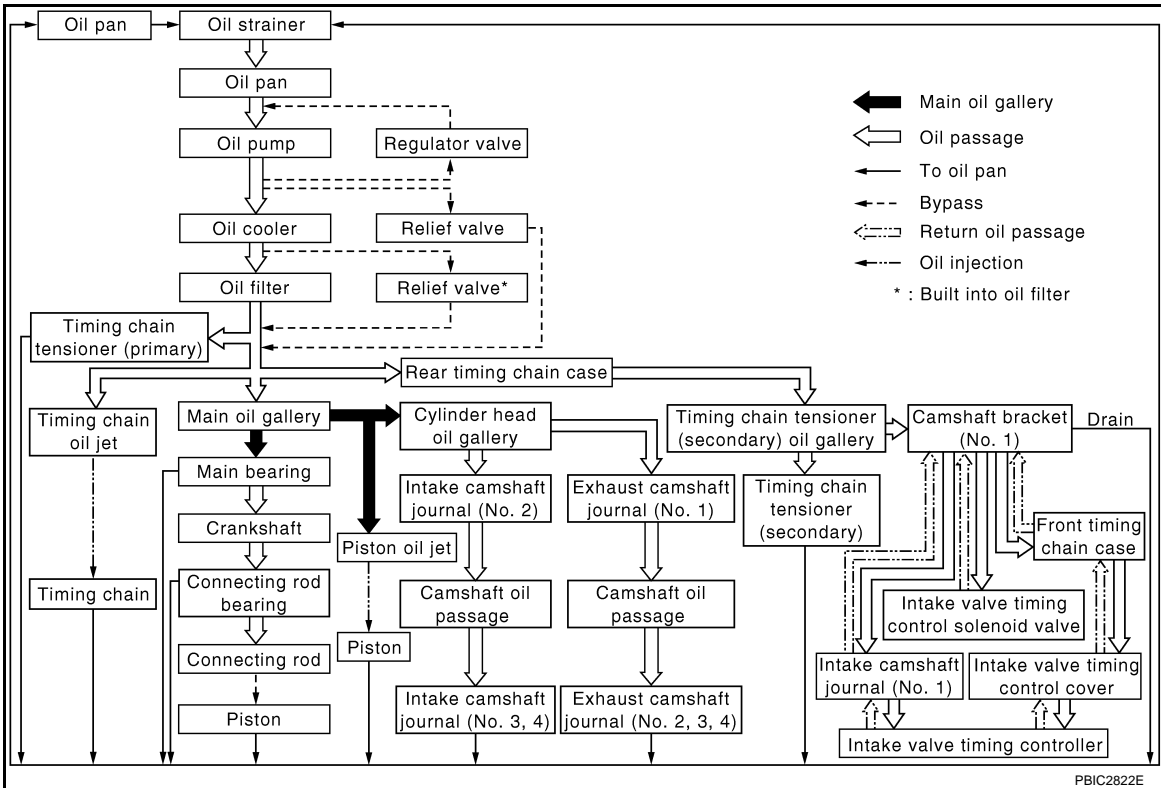 Oil pan
Oil strainer
Oil pan
Oil pump
Regulator valve
Oil cooler
Relief valve
Oil filter
Relief valve*
Main oil gallery
Oil passage
To oil pan
Bypass
Return oil passage
Oil injection
* : Built into oil filter
Timing chain
tensioner (primary)
Rear timing chain case
Timing chain
oil jet
Main oil gallery
Cylinder head
oil gallery
Timing chain tensioner
(secondary) oil gallery
Camshaft bracket
(No. 1)
Drain
Main bearing
Intake camshaft
journal (No. 2)
Exhaust camshaft
journal (No. 1)
Timing chain
tensioner
(secondary)
Crankshaft
Piston oil jet
Front timing
chain case
Timing chain
Connecting rod
bearing
Camshaft oil
passage
Camshaft oil
passage
Intake valve timing
control solenoid valve
Connecting rod
Piston
Intake camshaft
journal (No. 1)
Intake valve timing
control cover
Piston
Intake camshaft
journal (No. 3, 4)
Exhaust camshaft
journal (No. 2, 3, 4)
Intake valve timing controller
PBIC2822E